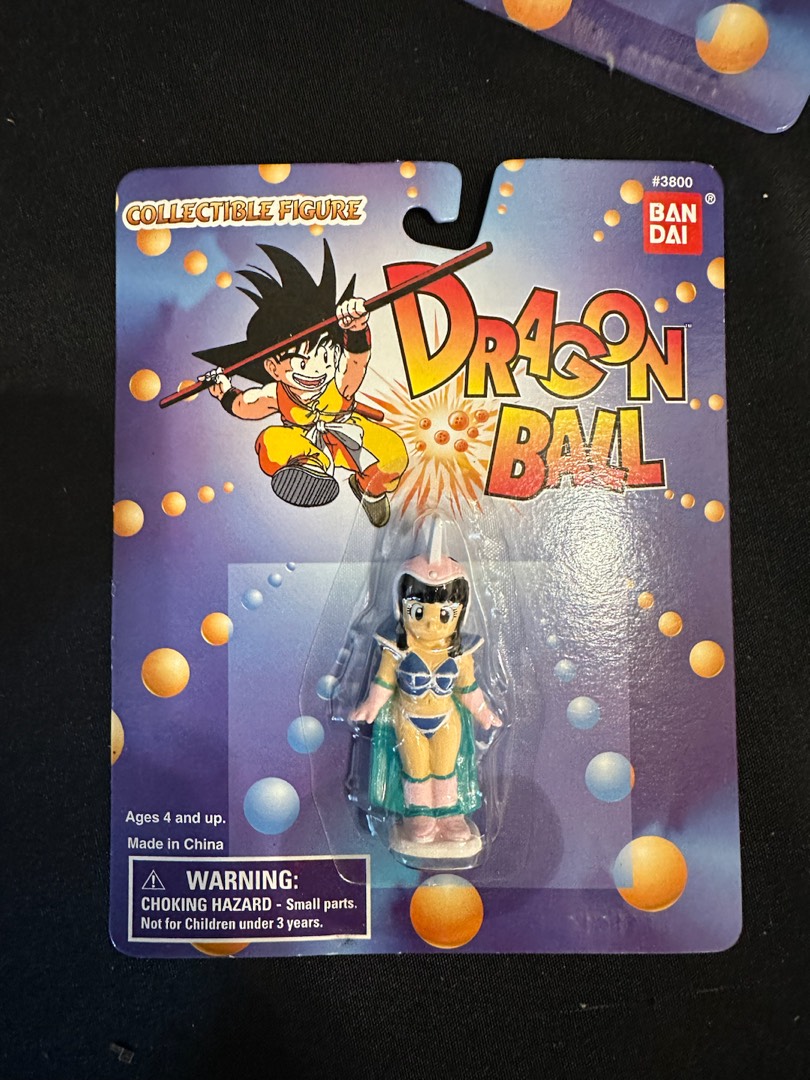 COLLECTIBLE FIGURE
#3800
BAN
DAI
®
DRAGON
BALL
™
Ages 4 and up.
Made in China
⚠ WARNING:
CHOKING HAZARD - Small parts.
Not for Children under 3 years.